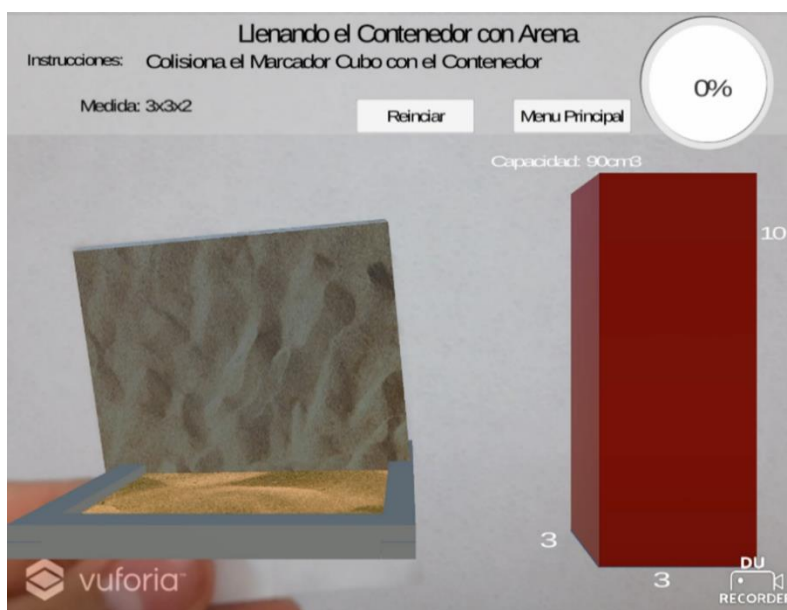 Llenando el Contenedor con Arena
Instrucciones: Colisiona el Marcador Cubo con el Contenedor
0%
Medida: 3x3x2
Reinciar
Menu Principal
Capacidad: 90cm3
10
3
3
vuforia™
DU
RECORDER